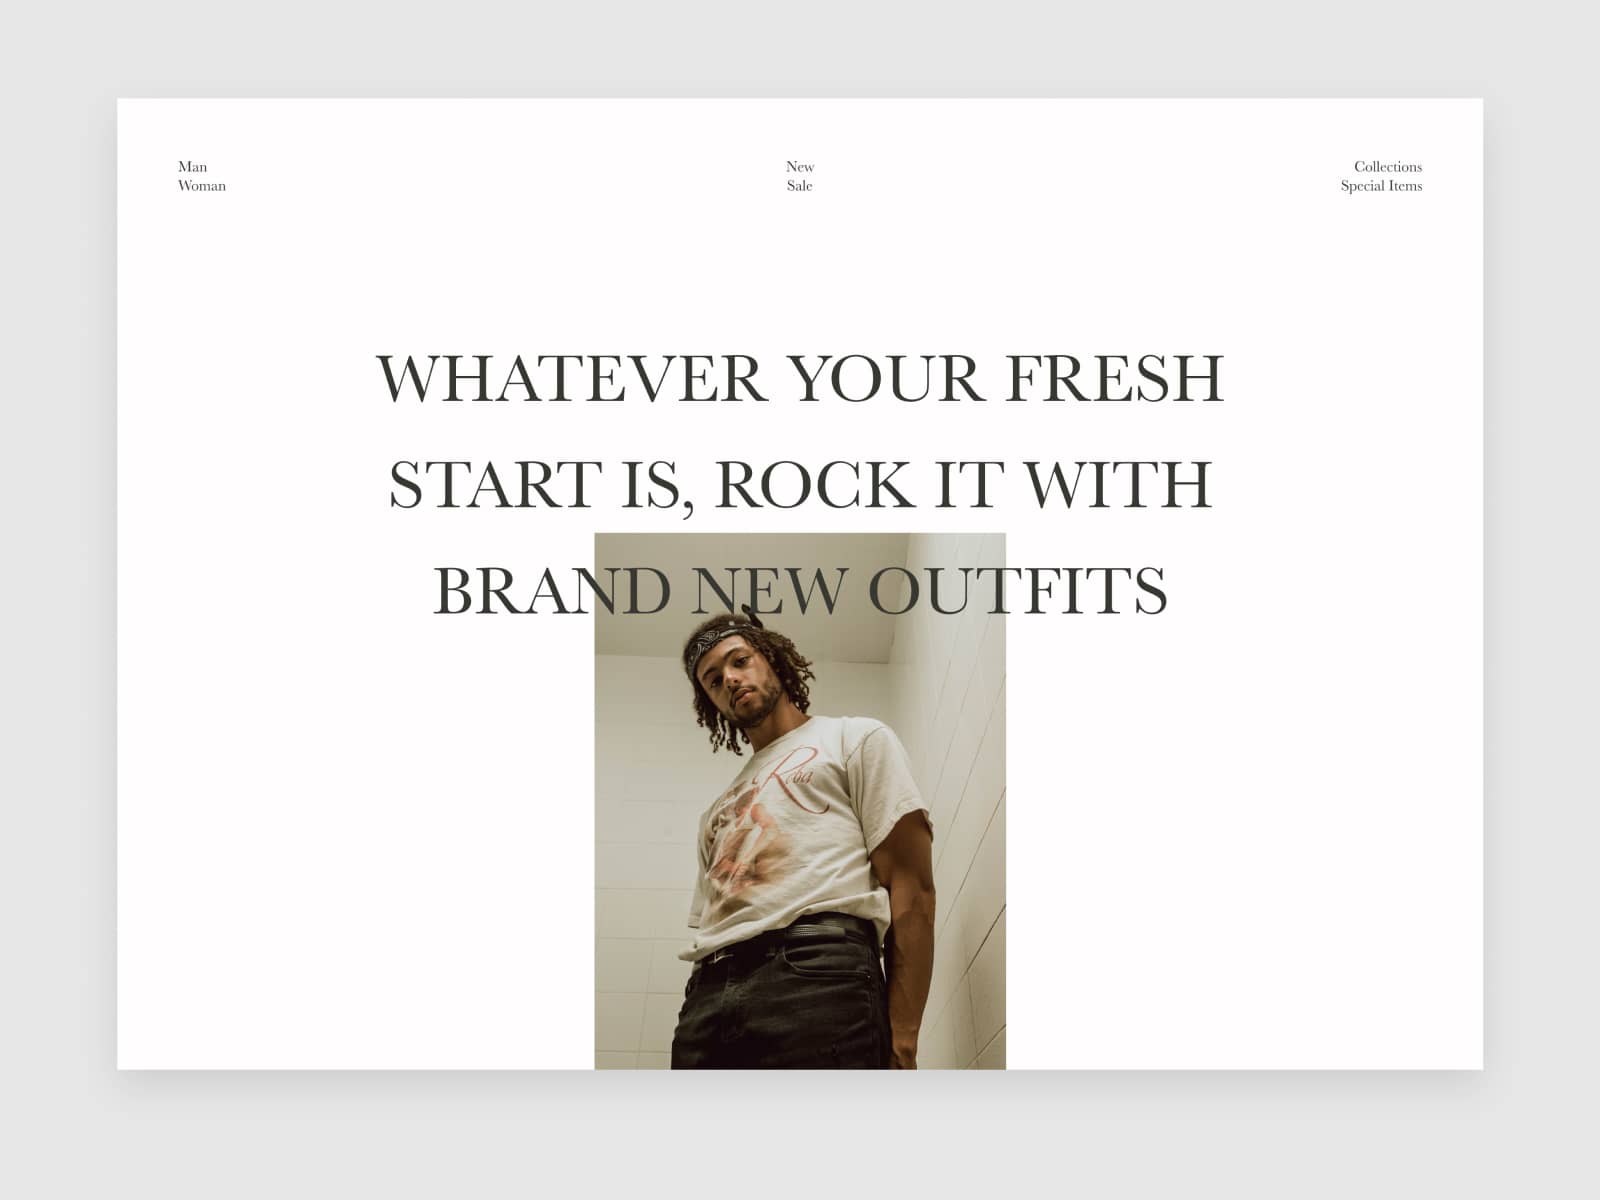 Man
Woman
New
Sale
Collections
Special Items
WHATEVER YOUR FRESH
START IS, ROCK IT WITH
BRAND NEW OUTFITS